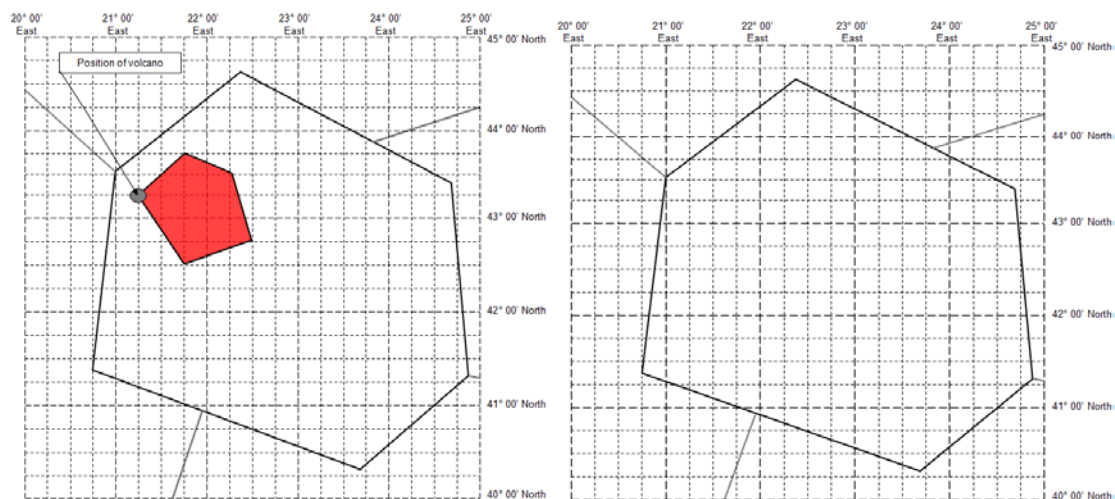 20° 00'
East
21° 00'
East
22° 00'
East
23° 00'
East
24° 00'
East
25° 00'
East
45° 00' North
Position of volcano
44° 00' North
43° 00' North
42° 00' North
41° 00' North
40° 00' North
20° 00'
East
21° 00'
East
22° 00'
East
23° 00'
East
24° 00'
East
25° 00'
East
45° 00' North
44° 00' North
43° 00' North
42° 00' North
41° 00' North
40° 00' North